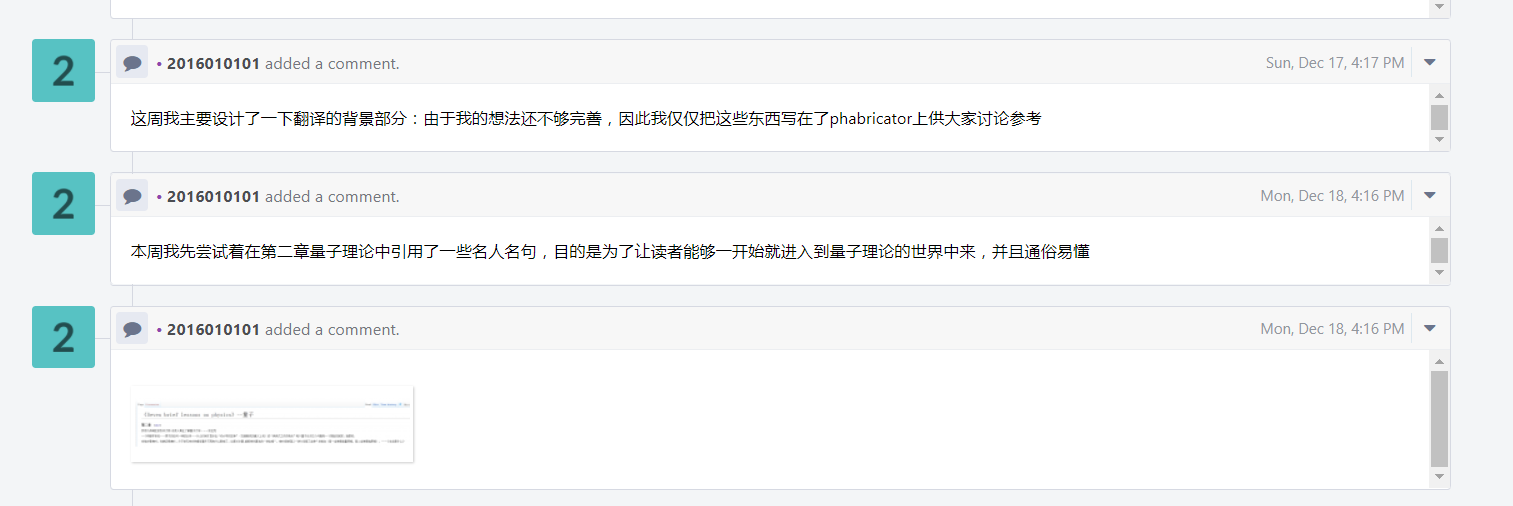 2
• 2016010101 added a comment.
Sun, Dec 17, 4:17 PM
这周我主要设计了一下翻译的背景部分：由于我的想法还不够完善，因此我仅仅把这些东西写在了phabricator上供大家讨论参考
2
• 2016010101 added a comment.
Mon, Dec 18, 4:16 PM
本周我先尝试着在第二章量子理论中引用了一些名人名句，目的是为了让读者能够一开始就进入到量子理论的世界中来，并且通俗易懂
2
• 2016010101 added a comment.
Mon, Dec 18, 4:16 PM